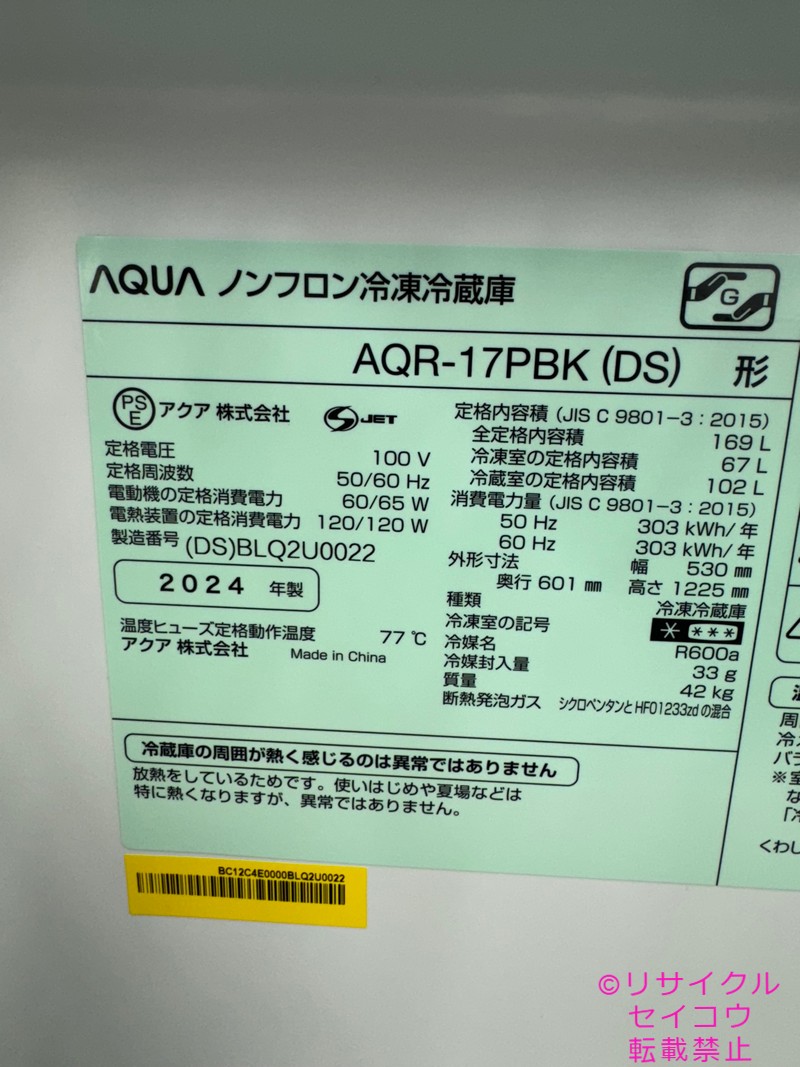 AQUA ノンフロン冷凍冷蔵庫
G
AQR-17PBK (DS) 形
PSE アクア 株式会社 S JET
定格電圧 100 V
定格周波数 50/60 Hz
電動機の定格消費電力 60/65 W
電熱装置の定格消費電力 120/120 W
製造番号 (DS)BLQ2U0022
2024 年製
温度ヒューズ定格動作温度 77 ℃
アクア 株式会社 Made in China
定格内容積 (JIS C 9801-3：2015)
全定格内容積 169 L
冷凍室の定格内容積 67 L
冷蔵室の定格内容積 102 L
消費電力量 (JIS C 9801-3：2015)
50 Hz 303 kWh/年
60 Hz 303 kWh/年
外形寸法 幅 530 ㎜
奥行 601 ㎜ 高さ 1225 ㎜
種類 冷凍冷蔵庫
冷凍室の記号 * ***
冷媒名 R600a
冷媒封入量 33 g
質量 42 kg
断熱発泡ガス シクロペンタンとHFO1233zdの混合
冷蔵庫の周囲が熱く感じるのは異常ではありません
放熱をしているためです。使いはじめや夏場などは
特に熱くなりますが、異常ではありません。
周
バラ
※室
な
くわし
BC12C4E0000BLQ2U0022
©リサイクル
セイコウ
転載禁止